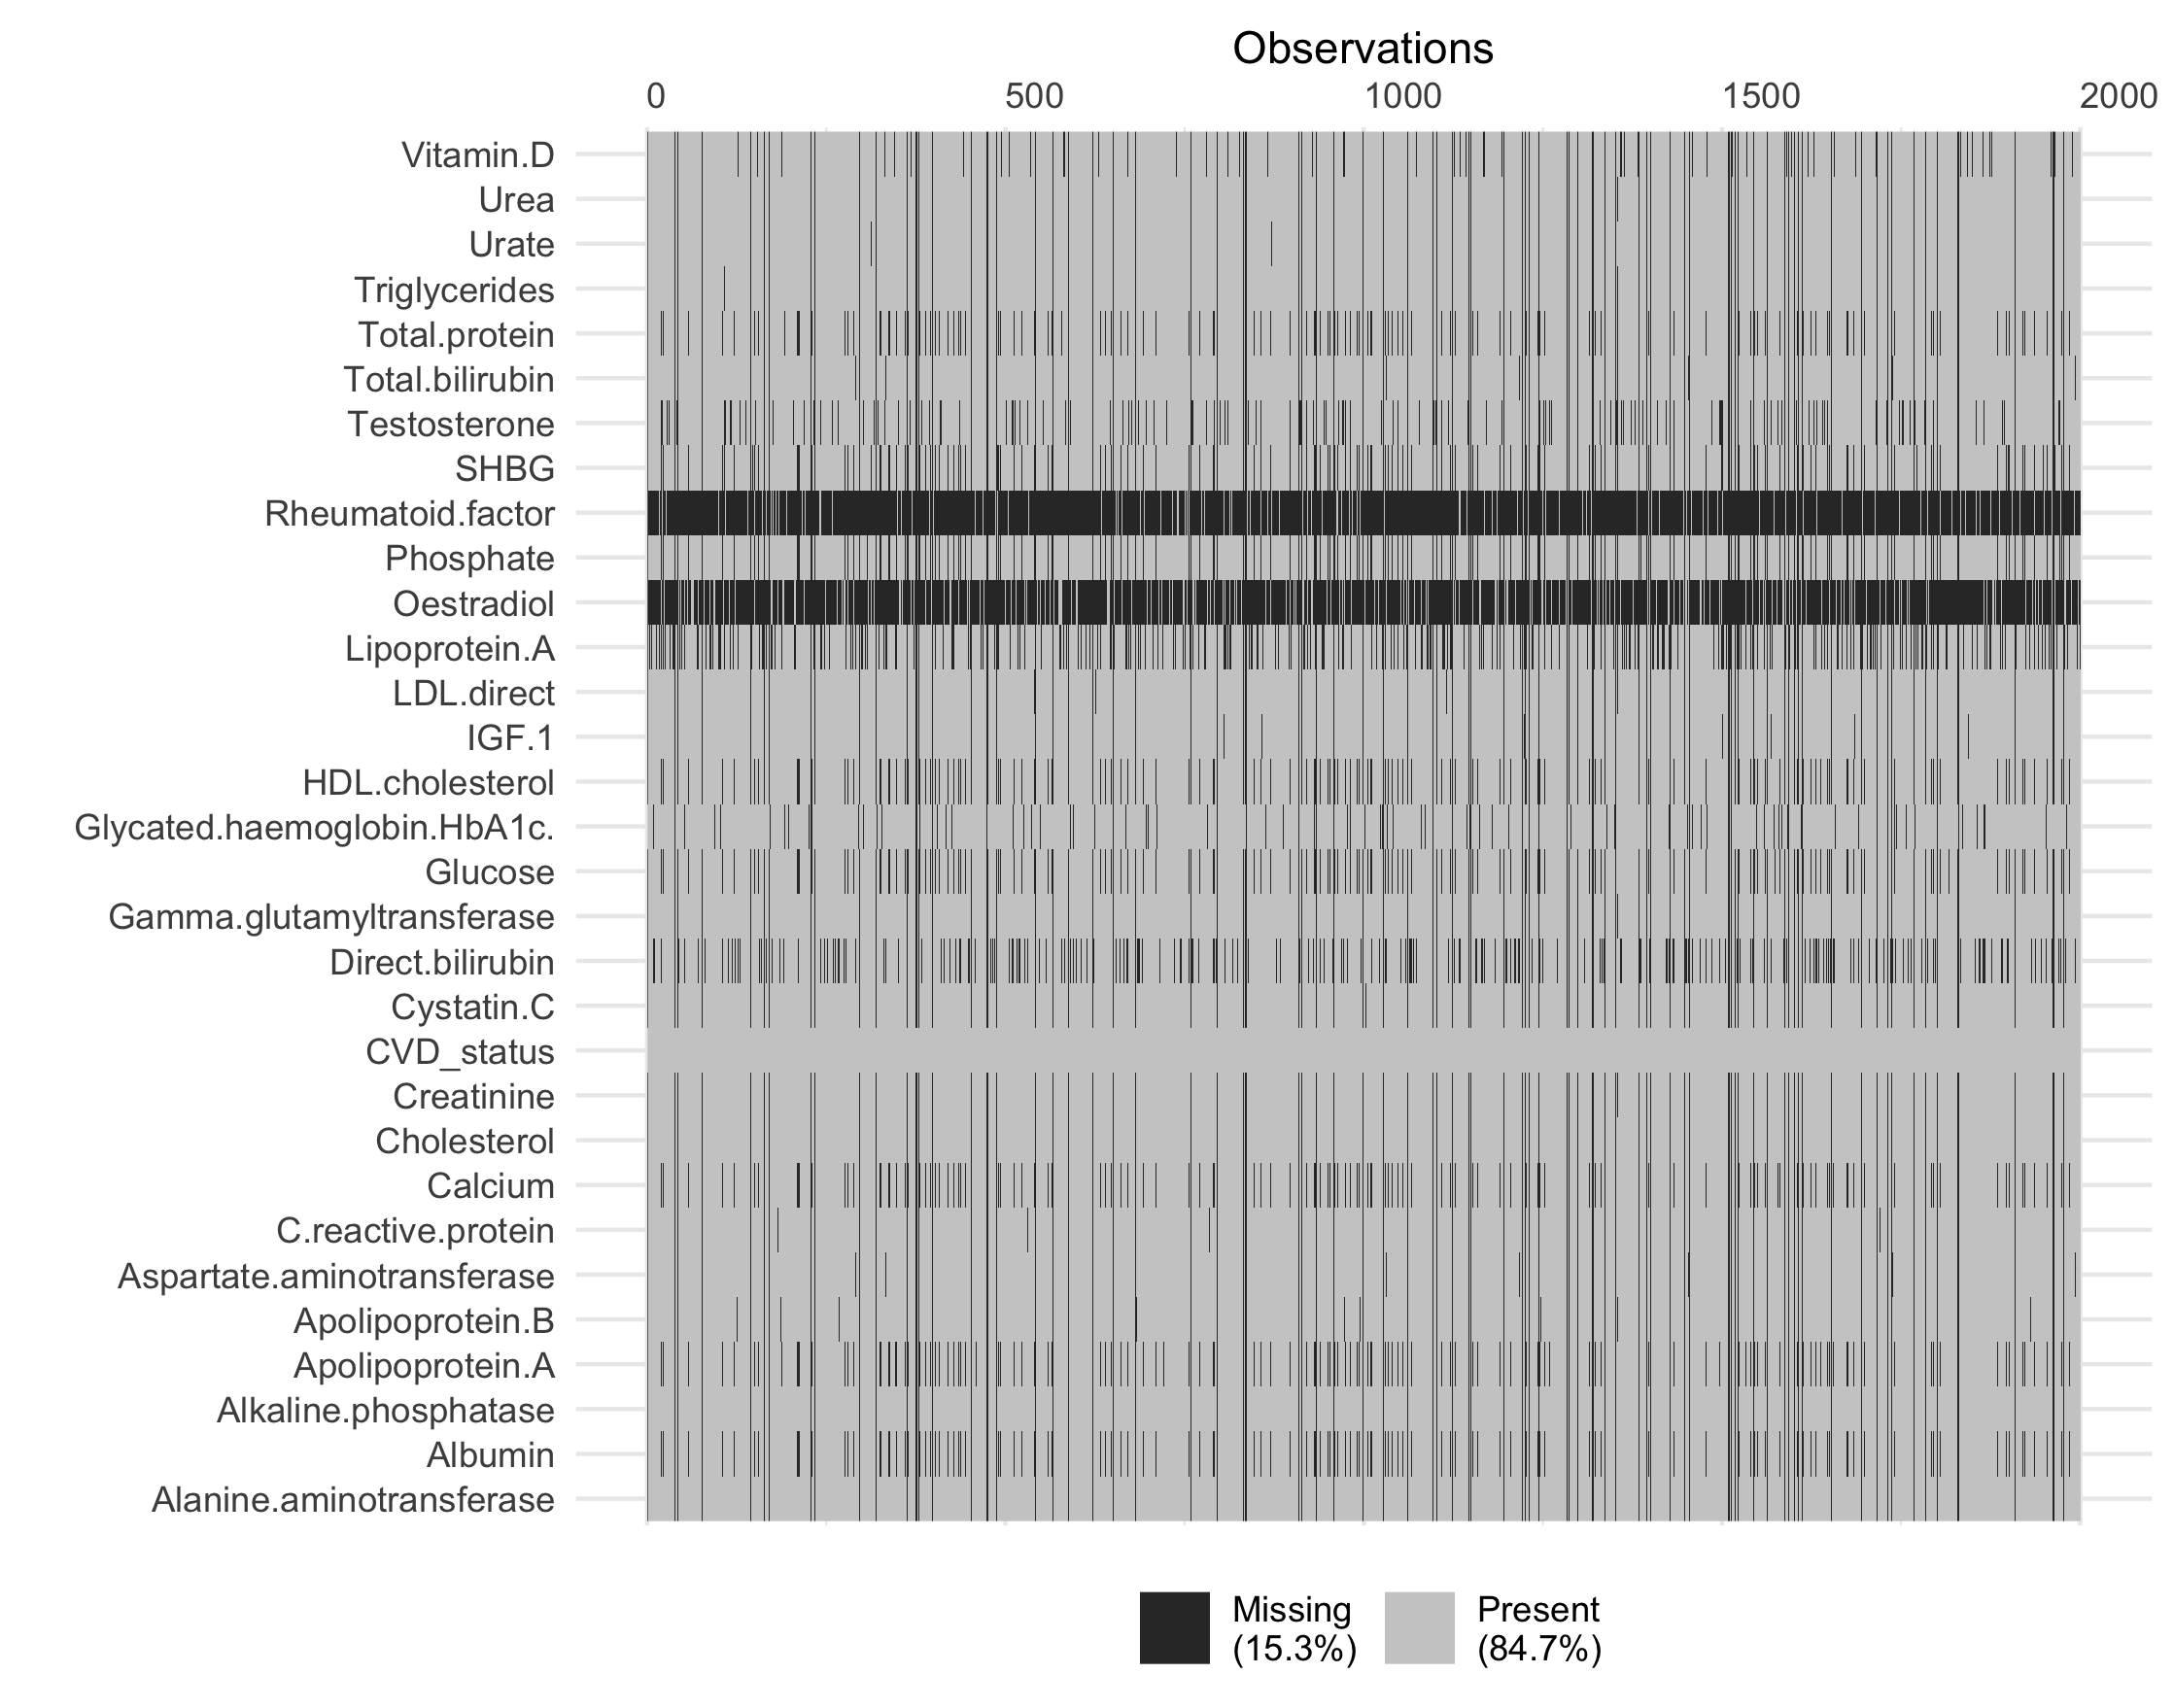 Observations
0 500 1000 1500 2000
Vitamin.D
Urea
Urate
Triglycerides
Total.protein
Total.bilirubin
Testosterone
SHBG
Rheumatoid.factor
Phosphate
Oestradiol
Lipoprotein.A
LDL.direct
IGF.1
HDL.cholesterol
Glycated.haemoglobin.HbA1c.
Glucose
Gamma.glutamyltransferase
Direct.bilirubin
Cystatin.C
CVD_status
Creatinine
Cholesterol
Calcium
C.reactive.protein
Aspartate.aminotransferase
Apolipoprotein.B
Apolipoprotein.A
Alkaline.phosphatase
Albumin
Alanine.aminotransferase
Missing
(15.3%)
Present
(84.7%)